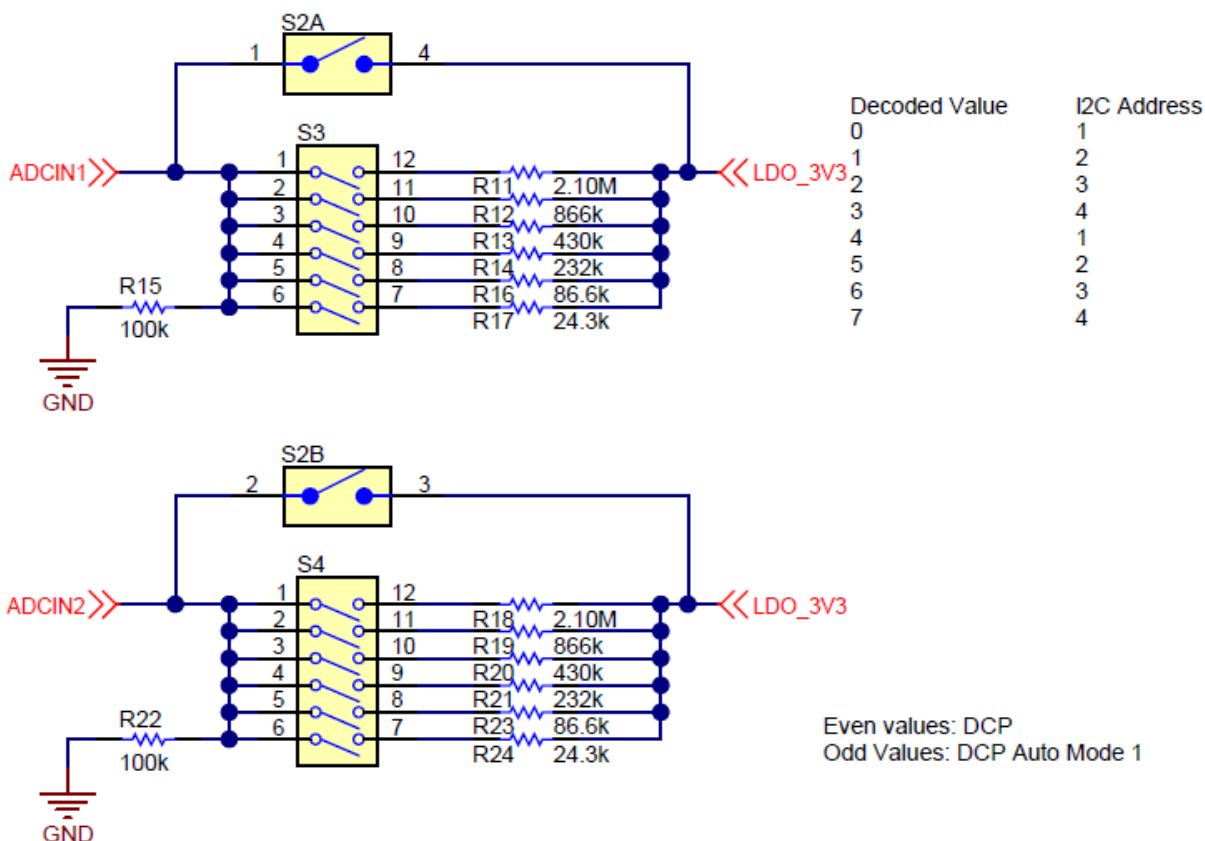 S2A
1 4
S3
ADCIN1
LDO_3V3
1 12
2 11
3 10
4 9
5 8
6 7
R11 2.10M
R12 866k
R13 430k
R14 232k
R16 86.6k
R17 24.3k
R15
100k
GND
Decoded Value I2C Address
0 1
1 2
2 3
3 4
4 1
5 2
6 3
7 4
S2B
2 3
S4
ADCIN2
LDO_3V3
1 12
2 11
3 10
4 9
5 8
6 7
R18 2.10M
R19 866k
R20 430k
R21 232k
R23 86.6k
R24 24.3k
R22
100k
GND
Even values: DCP
Odd Values: DCP Auto Mode 1